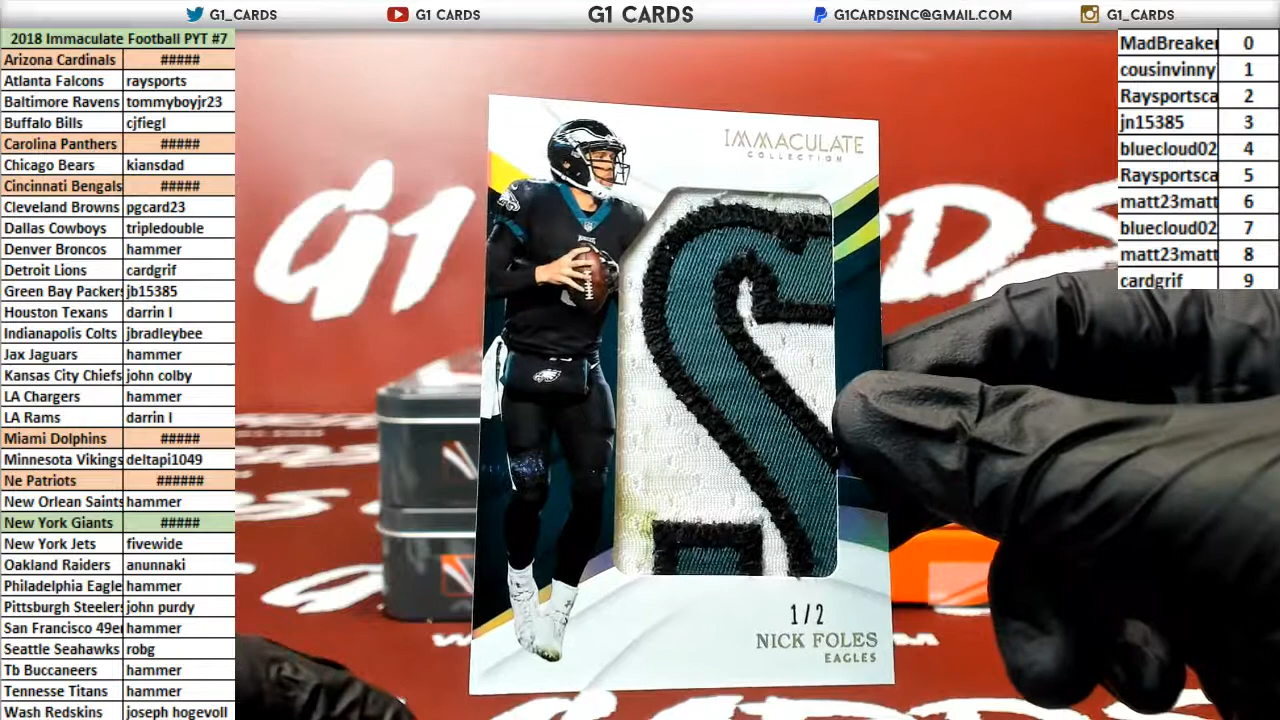 G1_CARDS
G1 CARDS
G1 CARDS
G1CARDSINC@GMAIL.COM
G1_CARDS
2018 Immaculate Football PYT #7
Arizona Cardinals #####
Atlanta Falcons raysports
Baltimore Ravens tommyboyjr23
Buffalo Bills cjfiegl
Carolina Panthers #####
Chicago Bears kiansdad
Cincinnati Bengals #####
Cleveland Browns pgcard23
Dallas Cowboys tripledouble
Denver Broncos hammer
Detroit Lions cardgrif
Green Bay Packers jb15385
Houston Texans darrin l
Indianapolis Colts jbradleybee
Jax Jaguars hammer
Kansas City Chiefs john colby
LA Chargers hammer
LA Rams darrin l
Miami Dolphins #####
Minnesota Vikings deltapi1049
Ne Patriots ######
New Orlean Saints hammer
New York Giants #####
New York Jets fivewide
Oakland Raiders anunnaki
Philadelphia Eagle hammer
Pittsburgh Steelers john purdy
San Francisco 49er hammer
Seattle Seahawks robg
Tb Buccaneers hammer
Tennesse Titans hammer
Wash Redskins joseph hogevoll
MadBreaker 0
cousinvinny 1
Raysportsca 2
jn15385 3
bluecloud02 4
Raysportsca 5
matt23matt 6
bluecloud02 7
matt23matt 8
cardgrif 9
IMMACULATE
COLLECTION
2
1/2
NICK FOLES
EAGLES
G1